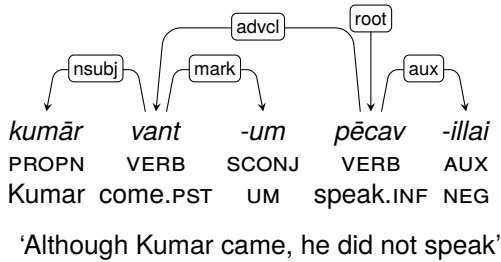 advcl root
nsubj mark aux
kumār vant -um pēcav -illai
PROPN VERB SCONJ VERB AUX
Kumar come.PST UM speak.INF NEG
‘Although Kumar came, he did not speak’